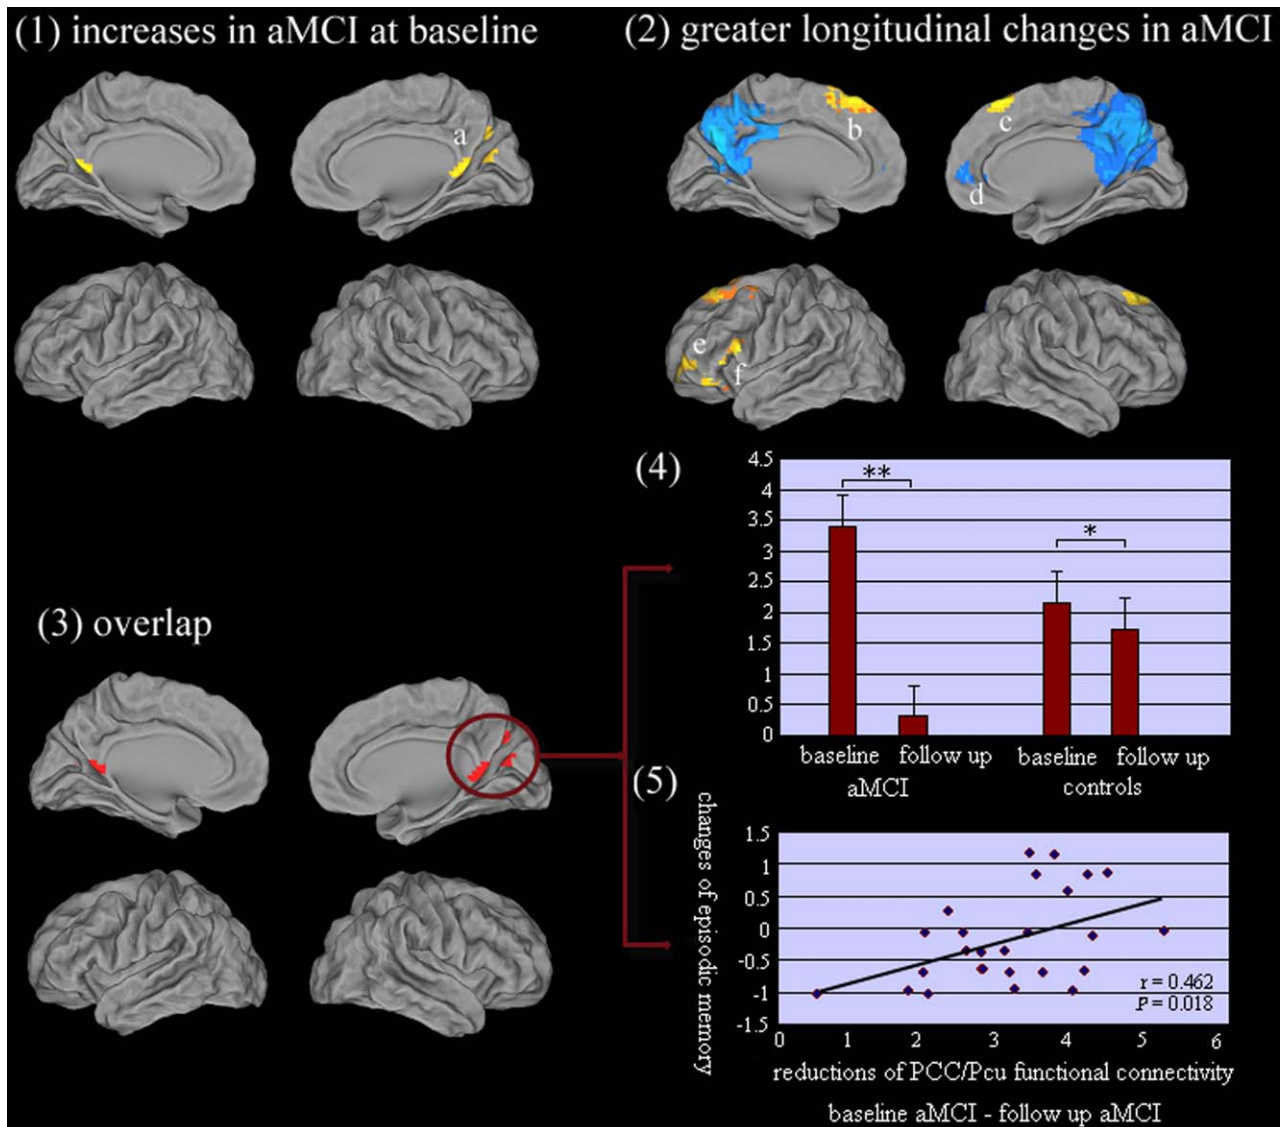 (1) increases in aMCI at baseline
(2) greater longitudinal changes in aMCI
a
b
c
d
e
f
(3) overlap
(4)
4.5
4
3.5
3
2.5
2
1.5
1
0.5
0
**
*
baseline follow up baseline follow up
aMCI controls
(5)
changes of episodic memory
1.5
1
0.5
0
-0.5
-1
-1.5
r = 0.462
P = 0.018
0 1 2 3 4 5 6
reductions of PCC/Pcu functional connectivity
baseline aMCI - follow up aMCI